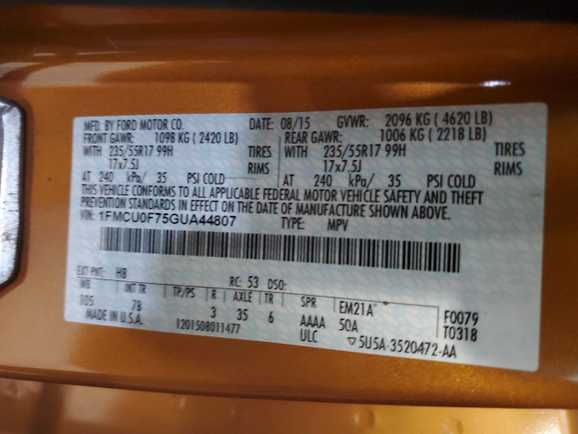 MFD. BY FORD MOTOR CO. DATE: 08/15 GVWR: 2096 KG (4620 LB)
FRONT GAWR: 1098 KG (2420 LB) REAR GAWR: 1006 KG (2218 LB)
WITH 235/55R17 99H TIRES WITH 235/55R17 99H TIRES
17x7.5J RIMS 17x7.5J RIMS
AT 240 kPa/ 35 PSI COLD AT 240 kPa/ 35 PSI COLD
THIS VEHICLE CONFORMS TO ALL APPLICABLE FEDERAL MOTOR VEHICLE SAFETY AND THEFT
PREVENTION STANDARDS IN EFFECT ON THE DATE OF MANUFACTURE SHOWN ABOVE.
VIN: 1FMCU0F75GUA44807 TYPE: MPV
EXT PNT: HB RC: 53 DSO:
WB INT TR TP/PS R AXLE TR SPR EM21A F0079
105 7B 3 35 6 AAAA 50A T0318
MADE IN U.S.A. 1201508011477 ULC ▽5U5A-3520472-AA